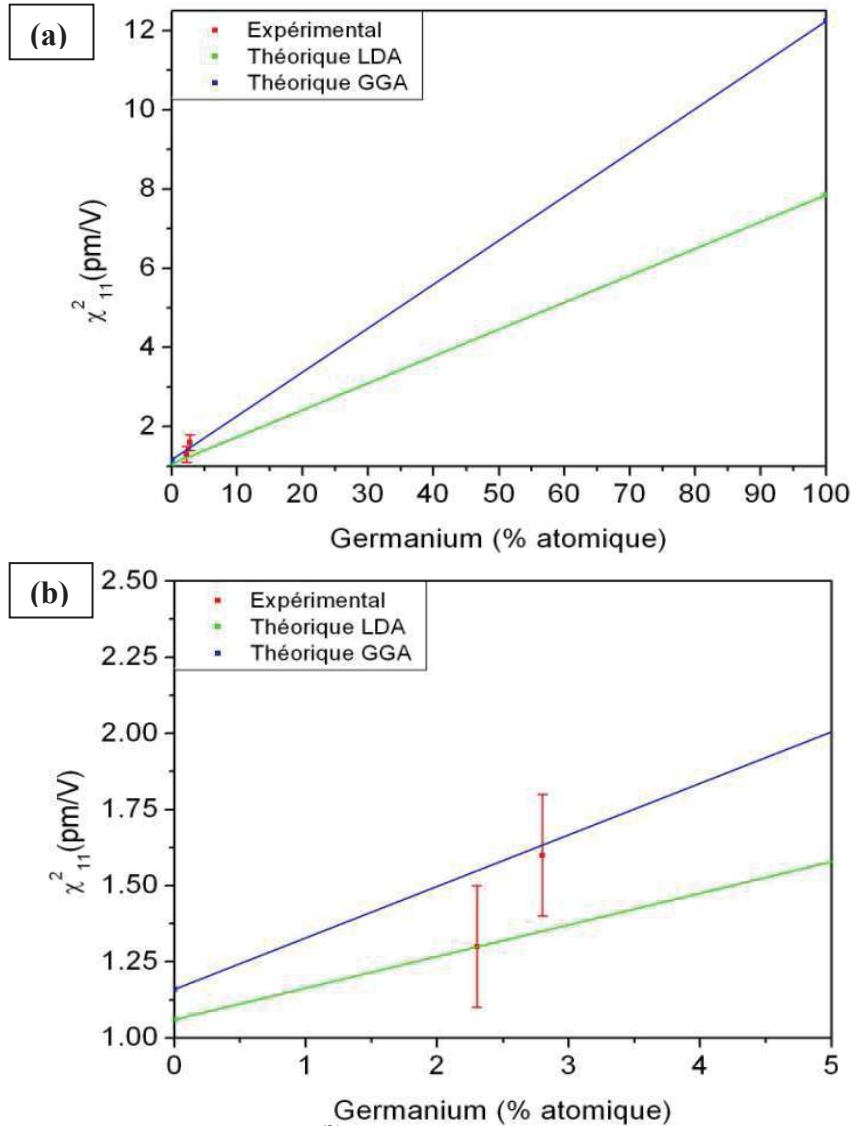 (a)
Expérimental
Théorique LDA
Théorique GGA
12
10
8
6
4
2
χ²₁₁(pm/V)
0 10 20 30 40 50 60 70 80 90 100
Germanium (% atomique)
(b)
Expérimental
Théorique LDA
Théorique GGA
2.50
2.25
2.00
1.75
1.50
1.25
1.00
χ²₁₁(pm/V)
0 1 2 3 4 5
Germanium (% atomique)